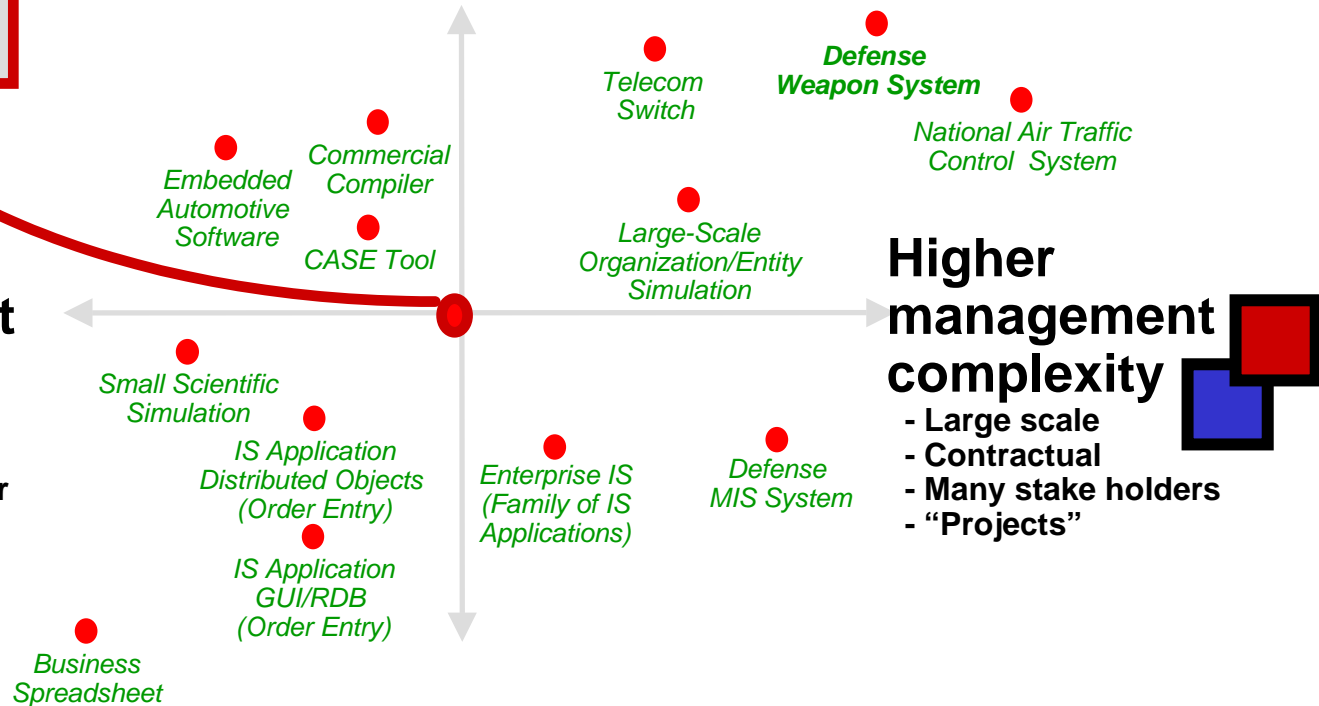 Defense
Weapon System
Telecom
Switch
National Air Traffic
Control System
Commercial
Compiler
Embedded
Automotive
Software
CASE Tool
Large-Scale
Organization/Entity
Simulation
Higher
management
complexity
- Large scale
- Contractual
- Many stake holders
- “Projects”
t
Small Scientific
Simulation
IS Application
Distributed Objects
(Order Entry)
r
Enterprise IS
(Family of IS
Applications)
Defense
MIS System
IS Application
GUI/RDB
(Order Entry)
Business
Spreadsheet